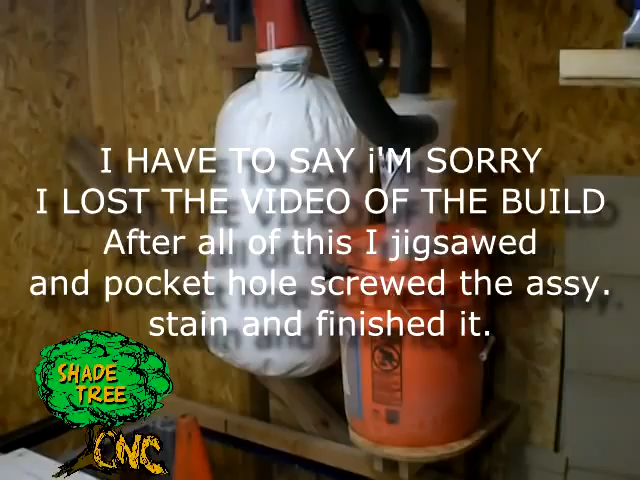 I HAVE TO SAY i'M SORRY
I LOST THE VIDEO OF THE BUILD
After all of this I jigsawed
and pocket hole screwed the assy.
stain and finished it.
SHADE
TREE
CNC